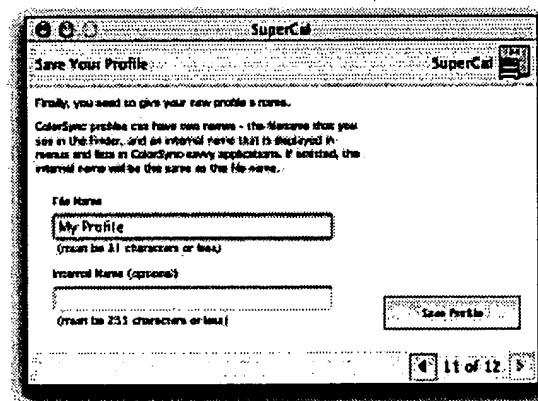 SuperCal
Save Your Profile SuperCal
Finally, you need to give your new profile a name.
ColorSync profiles can have two names - the filename that you
see in the Finder, and an internal name that is displayed in
menus and lists in ColorSync-savvy applications. If omitted, the
internal name will be the same as the file name.
File Name
My Profile
(must be 31 characters or less)
Internal Name (optional)
(must be 255 characters or less)
Save Profile
11 of 12